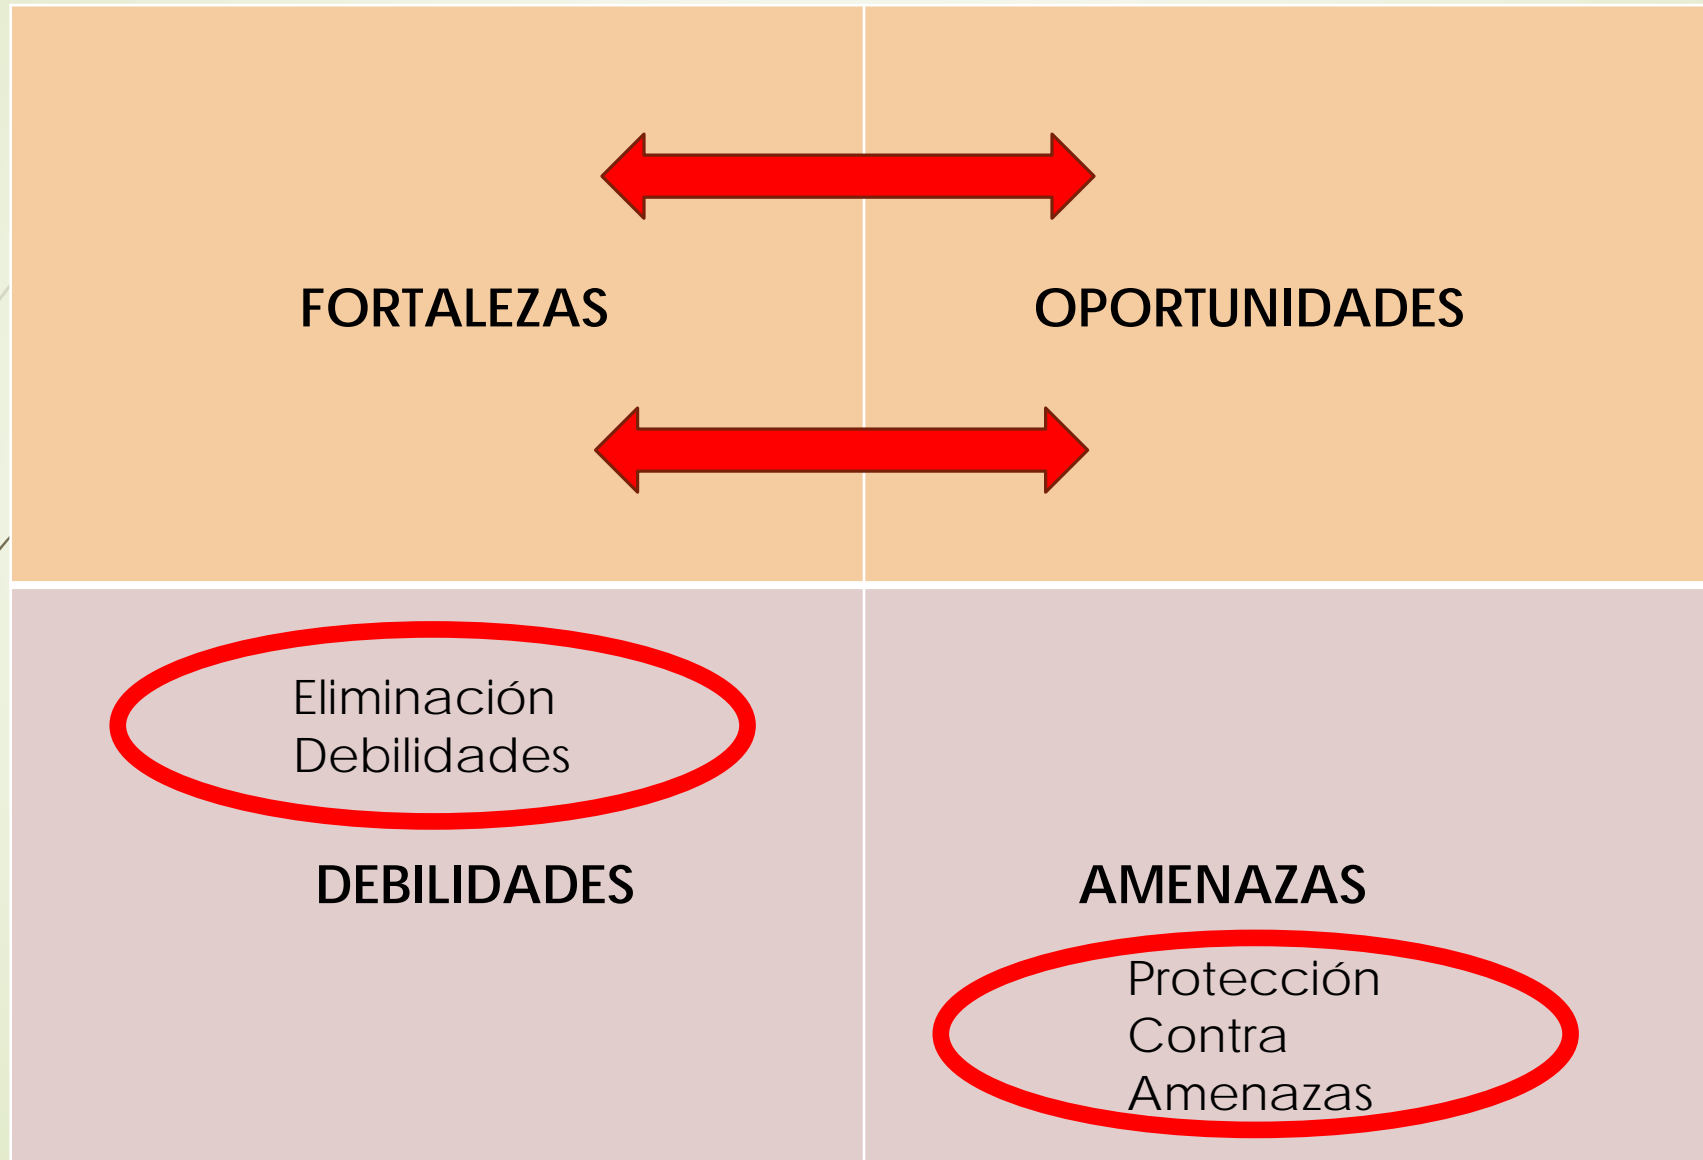 FORTALEZAS
OPORTUNIDADES
Eliminación
Debilidades
DEBILIDADES
AMENAZAS
Protección
Contra
Amenazas